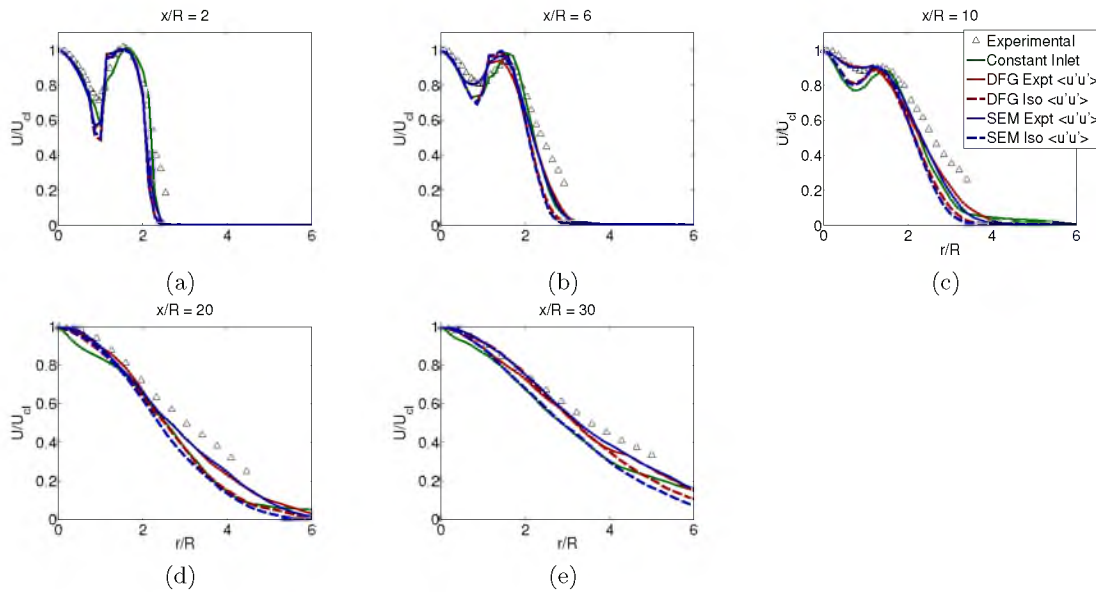 x/R = 2
1
0.8
0.6
0.4
0.2
0
U/U_cl
0 2 4 6
(a)
x/R = 6
1
0.8
0.6
0.4
0.2
0
U/U_cl
0 2 4 6
(b)
x/R = 10
1
0.8
0.6
0.4
0.2
0
U/U_cl
0 2 4 6
r/R
(c)
Experimental
Constant Inlet
DFG Expt <u'u'>
DFG Iso <u'u'>
SEM Expt <u'u'>
SEM Iso <u'u'>
x/R = 20
1
0.8
0.6
0.4
0.2
0
U/U_cl
0 2 4 6
r/R
(d)
x/R = 30
1
0.8
0.6
0.4
0.2
0
U/U_cl
0 2 4 6
r/R
(e)